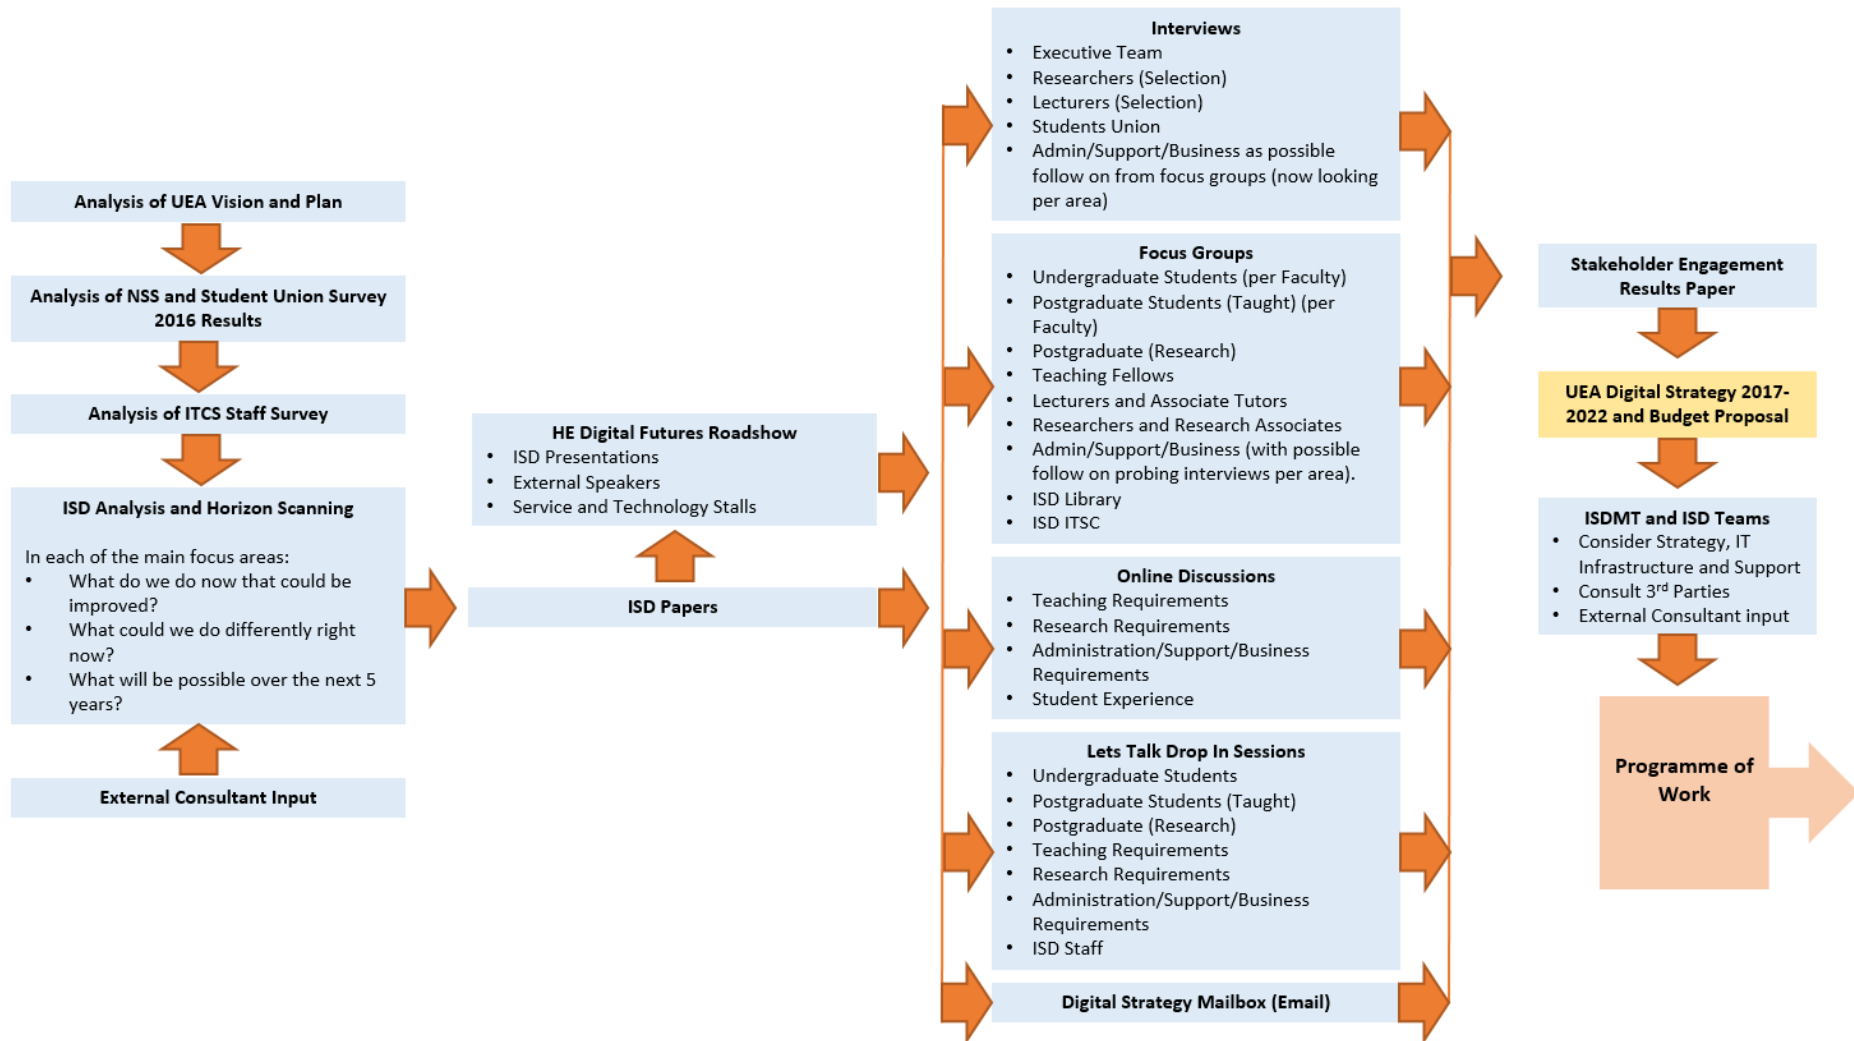 Analysis of UEA Vision and Plan
Analysis of NSS and Student Union Survey
2016 Results
Analysis of ITCS Staff Survey
ISD Analysis and Horizon Scanning
In each of the main focus areas:
• What do we do now that could be
improved?
• What could we do differently right
now?
• What will be possible over the next 5
years?
External Consultant Input
HE Digital Futures Roadshow
• ISD Presentations
• External Speakers
• Service and Technology Stalls
ISD Papers
Interviews
• Executive Team
• Researchers (Selection)
• Lecturers (Selection)
• Students Union
• Admin/Support/Business as possible
follow on from focus groups (now looking
per area)
Focus Groups
• Undergraduate Students (per Faculty)
• Postgraduate Students (Taught) (per
Faculty)
• Postgraduate (Research)
• Teaching Fellows
• Lecturers and Associate Tutors
• Researchers and Research Associates
• Admin/Support/Business (with possible
follow on probing interviews per area).
• ISD Library
• ISD ITSC
Online Discussions
• Teaching Requirements
• Research Requirements
• Administration/Support/Business
Requirements
• Student Experience
Lets Talk Drop In Sessions
• Undergraduate Students
• Postgraduate Students (Taught)
• Postgraduate (Research)
• Teaching Requirements
• Research Requirements
• Administration/Support/Business
Requirements
• ISD Staff
Digital Strategy Mailbox (Email)
Stakeholder Engagement
Results Paper
UEA Digital Strategy 2017-
2022 and Budget Proposal
ISDMT and ISD Teams
• Consider Strategy, IT
Infrastructure and Support
• Consult 3rd Parties
• External Consultant input
Programme of
Work